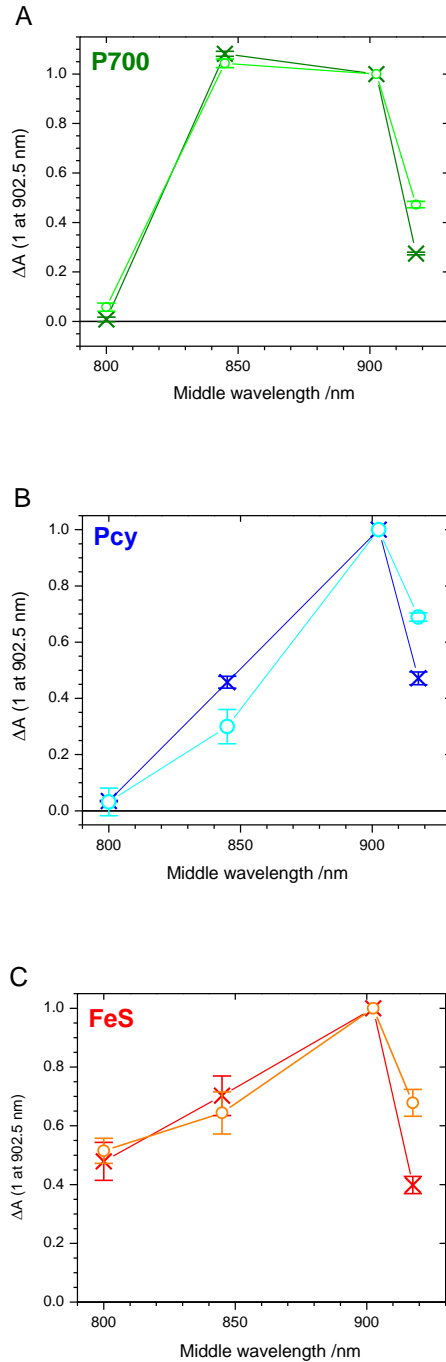 A
P700
1.0
0.8
0.6
0.4
0.2
0.0
ΔA (1 at 902.5 nm)
800
850
900
Middle wavelength /nm
B
Pcy
1.0
0.8
0.6
0.4
0.2
0.0
ΔA (1 at 902.5 nm)
800
850
900
Middle wavelength /nm
C
FeS
1.0
0.8
0.6
0.4
0.2
0.0
ΔA (1 at 902.5 nm)
800
850
900
Middle wavelength /nm